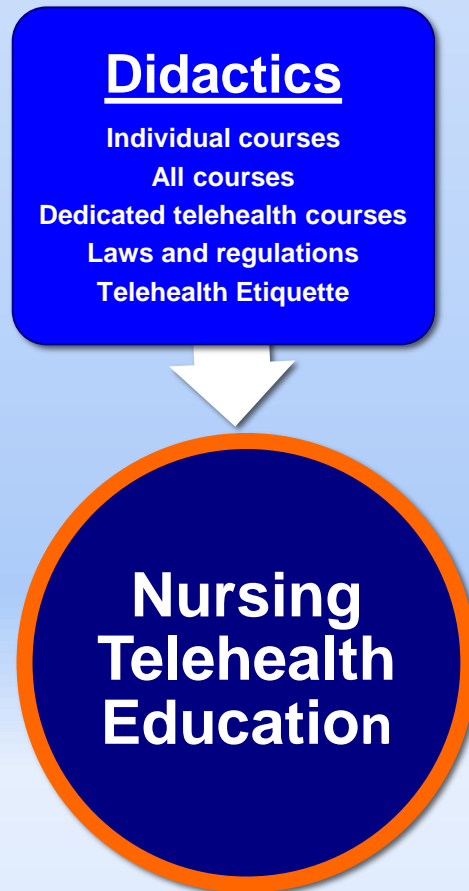 Didactics
Individual courses
All courses
Dedicated telehealth courses
Laws and regulations
Telehealth Etiquette
Nursing
Telehealth
Education